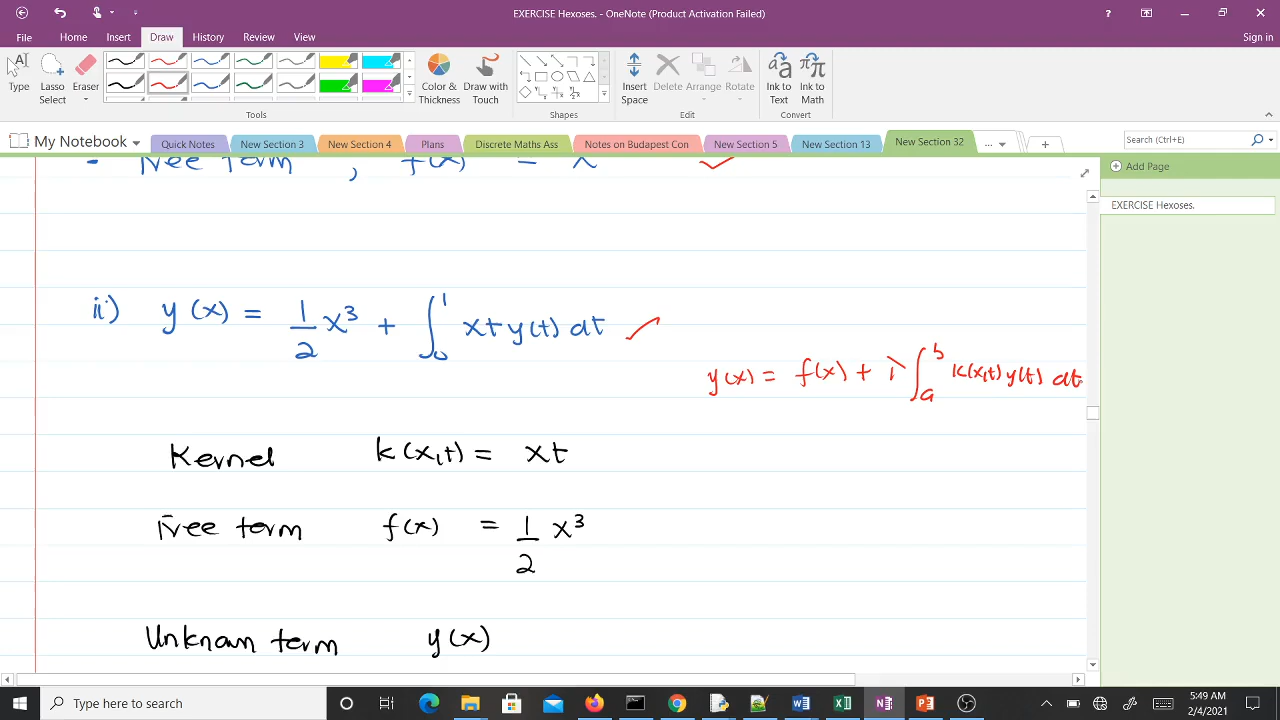 EXERCISE Hexoses. - OneNote (Product Activation Failed)
File Home Insert Draw History Review View Sign in
Type Lasso Select Eraser Color & Thickness Draw with Touch Insert Space Delete Arrange Rotate Ink to Text Ink to Math
Tools Shapes Edit Convert
My Notebook Quick Notes New Section 3 New Section 4 Plans Discrete Maths Ass Notes on Budapest Con New Section 5 New Section 13 New Section 32 ... Search (Ctrl+E)
Add Page
EXERCISE Hexoses.
- Free Term , f(x) = x
ii) y(x) = 1/2 x³ + ∫₀¹ xt y(t) dt
y(x) = f(x) + λ ∫ₐᵇ k(x,t) y(t) dt
Kernel k(x,t) = xt
Free term f(x) = 1/2 x³
Unknown term y(x)
Type here to search
5:49 AM
2/4/2021